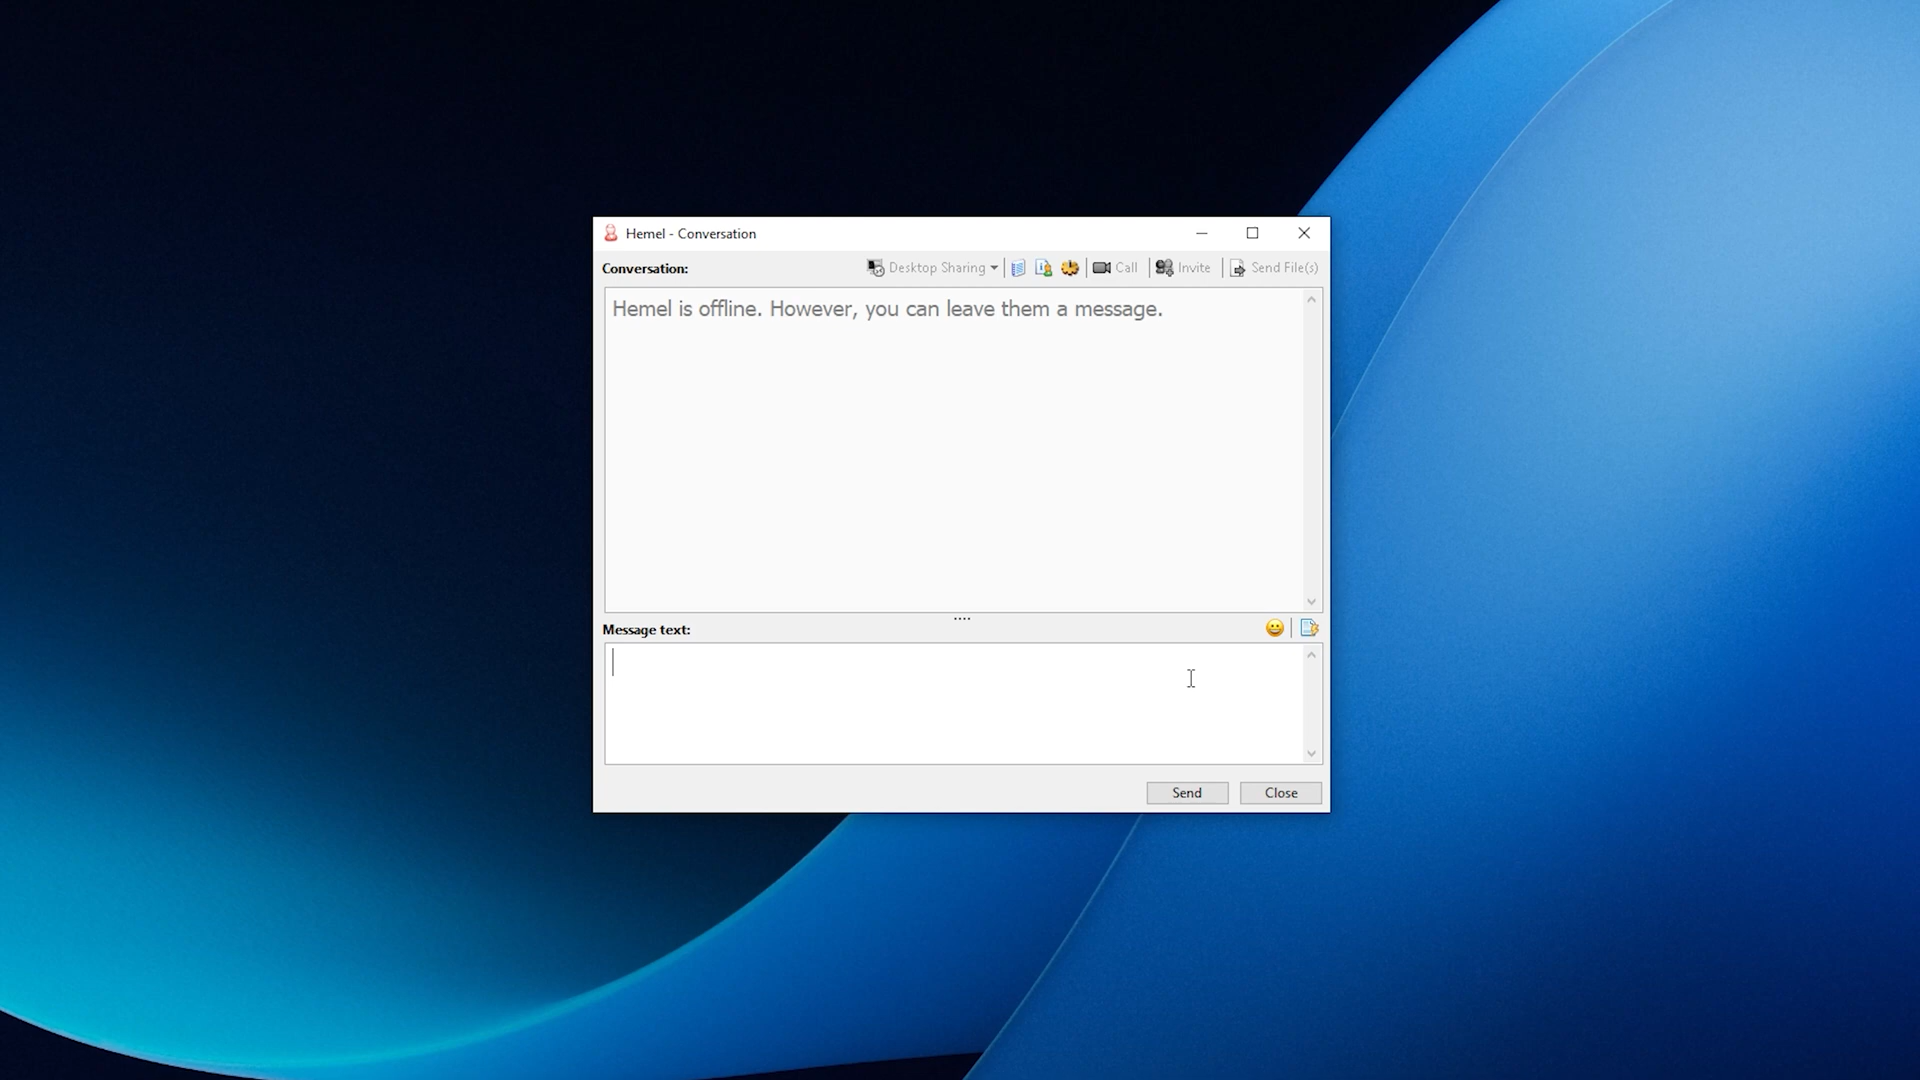 Hemel - Conversation
Conversation:
Desktop Sharing
Call
Invite
Send File(s)
Hemel is offline. However, you can leave them a message.
Message text:
Send
Close